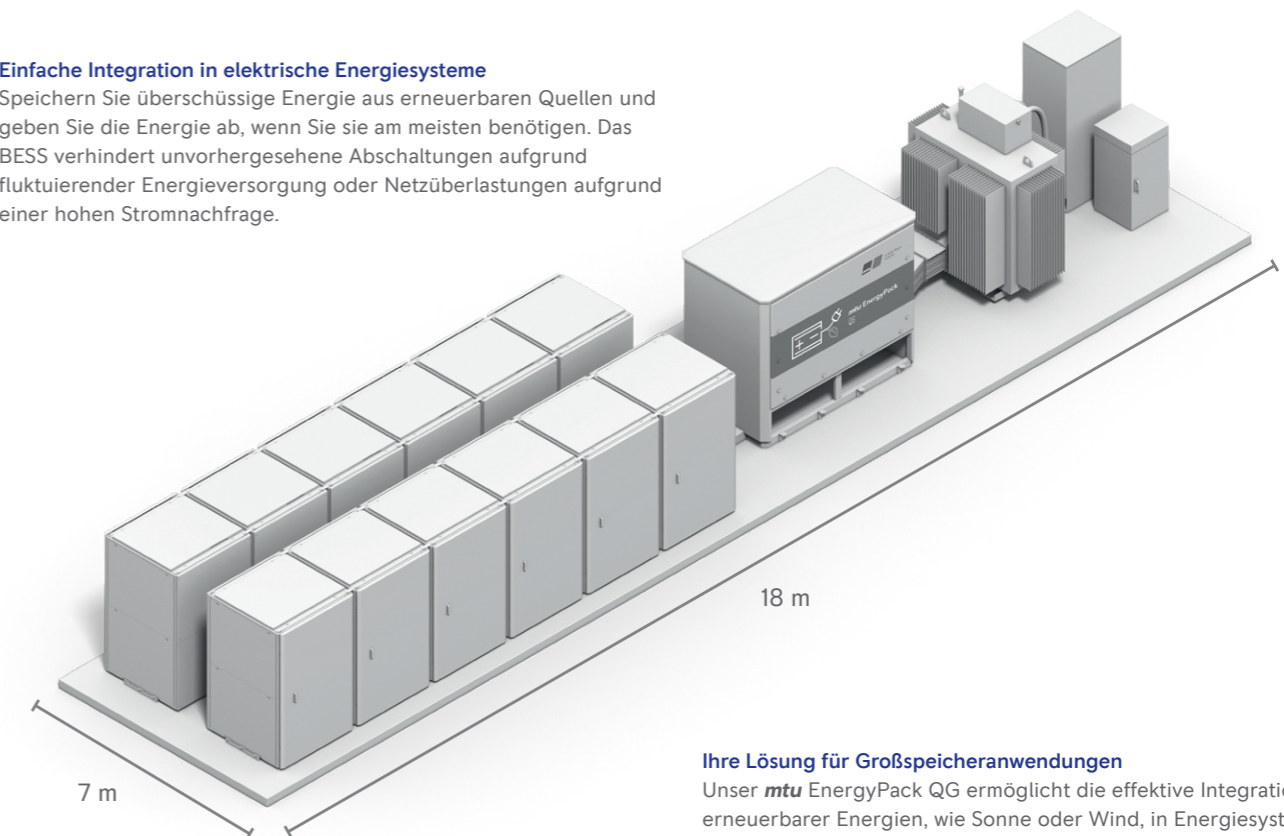 Einfache Integration in elektrische Energiesysteme
Speichern Sie überschüssige Energie aus erneuerbaren Quellen und
geben Sie die Energie ab, wenn Sie sie am meisten benötigen. Das
BESS verhindert unvorhergesehene Abschaltungen aufgrund
fluktuierender Energieversorgung oder Netzüberlastungen aufgrund
einer hohen Stromnachfrage.
mtu EnergyPack
QG
18 m
7 m
Ihre Lösung für Großspeicheranwendungen
Unser mtu EnergyPack QG ermöglicht die effektive Integratio
erneuerbarer Energien, wie Sonne oder Wind, in Energiesyst